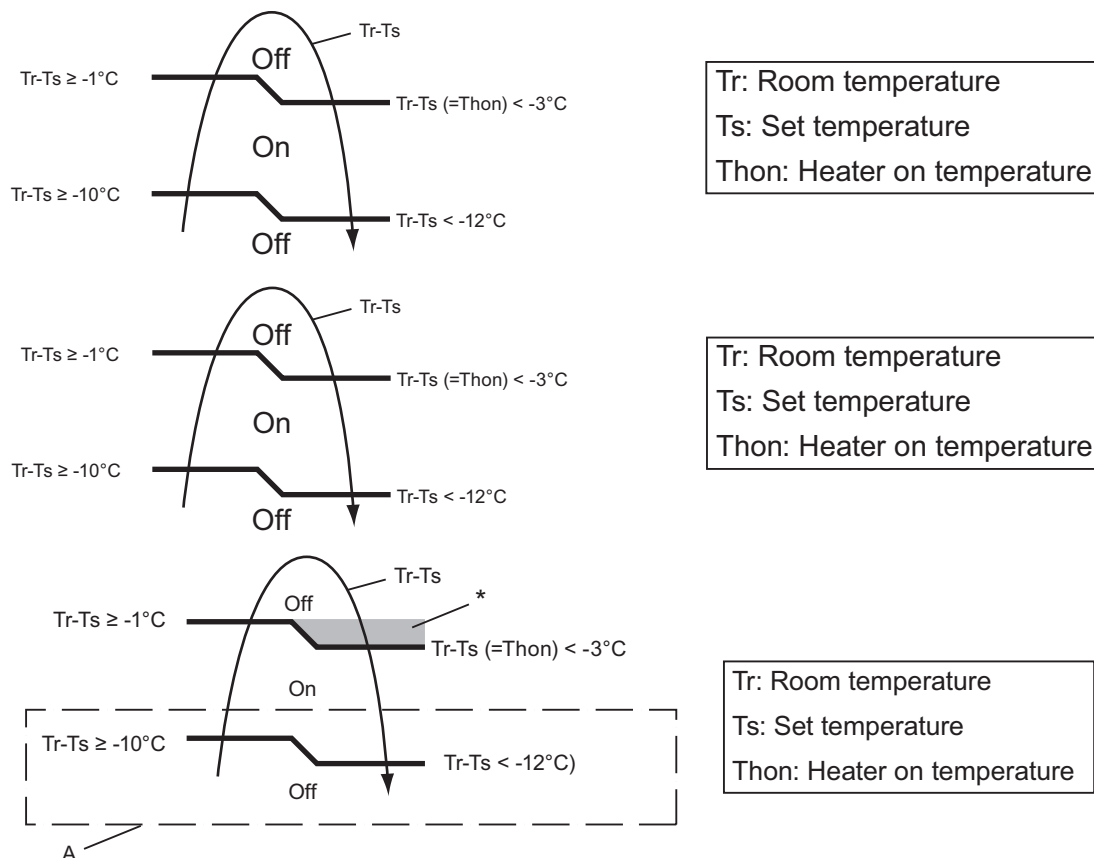 Tr-Ts
Off
Tr-Ts ≥ -1°C
Tr-Ts (=Thon) < -3°C
On
Tr-Ts ≥ -10°C
Tr-Ts < -12°C
Off
Tr: Room temperature
Ts: Set temperature
Thon: Heater on temperature
Tr-Ts
Off
Tr-Ts ≥ -1°C
Tr-Ts (=Thon) < -3°C
On
Tr-Ts ≥ -10°C
Tr-Ts < -12°C
Off
Tr: Room temperature
Ts: Set temperature
Thon: Heater on temperature
Tr-Ts
*
Off
Tr-Ts ≥ -1°C
Tr-Ts (=Thon) < -3°C
On
Tr-Ts ≥ -10°C
Tr-Ts < -12°C)
Off
A
Tr: Room temperature
Ts: Set temperature
Thon: Heater on temperature